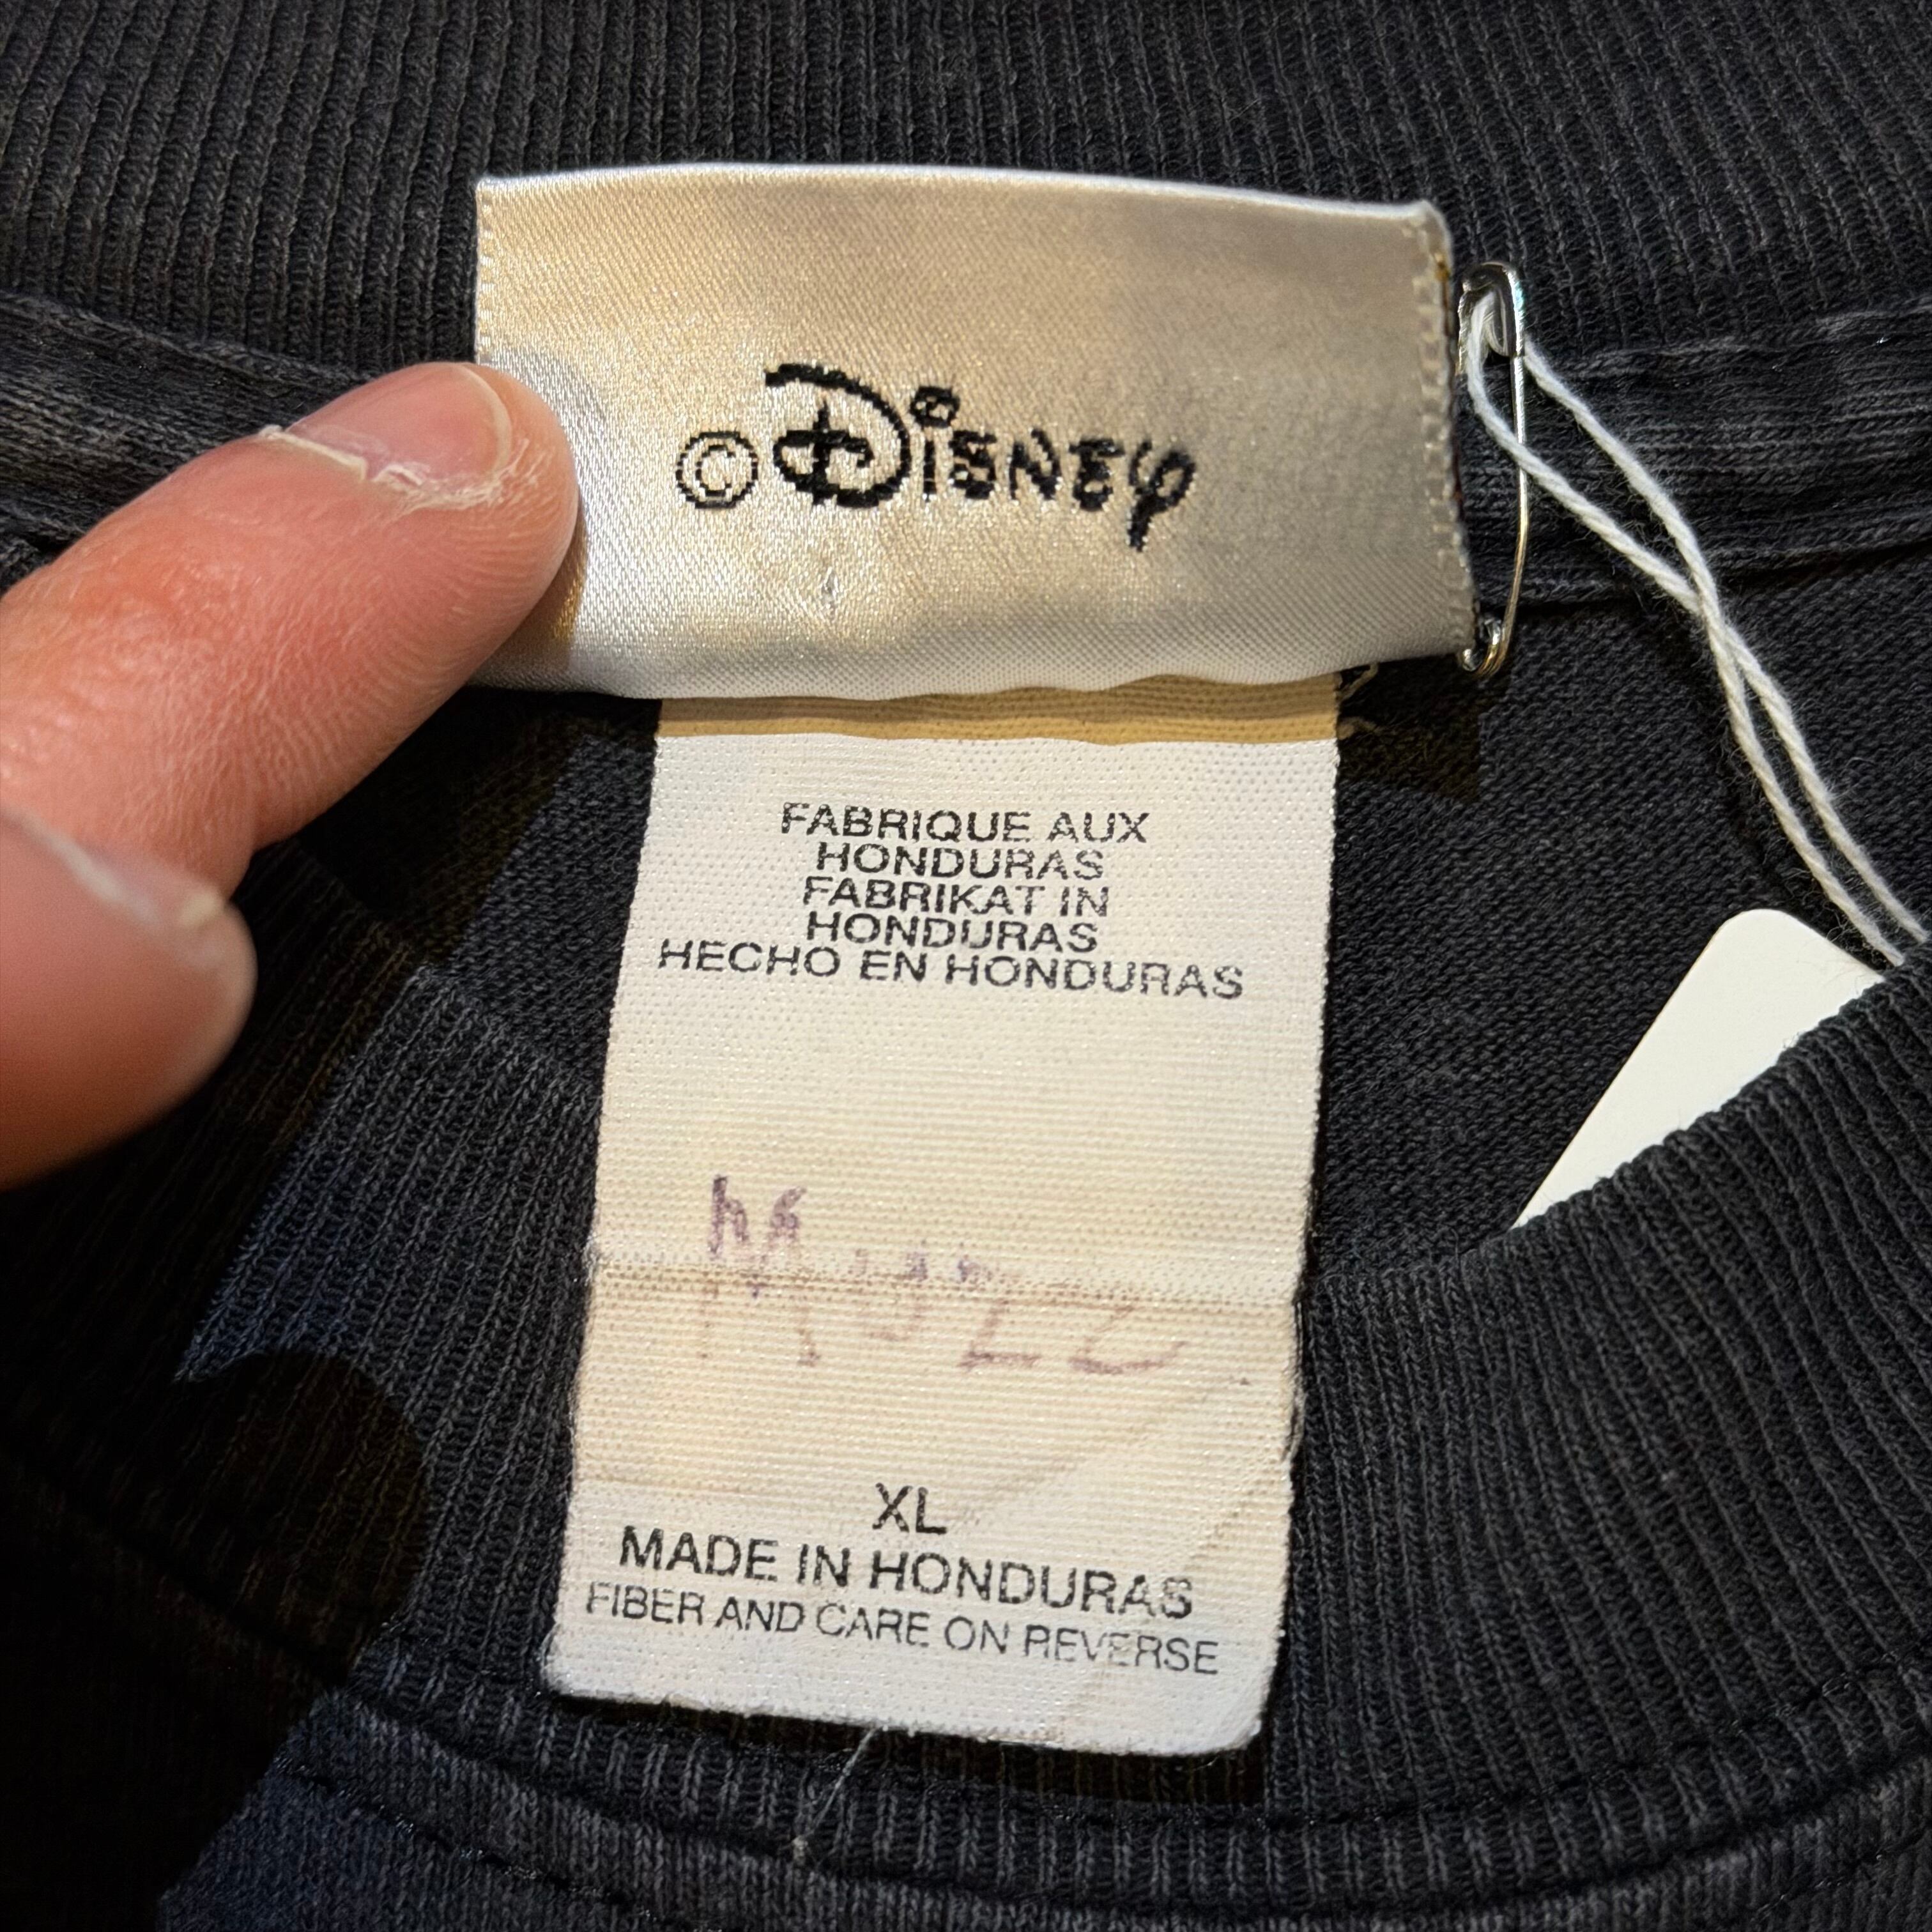 ©Disney
FABRIQUE AUX
HONDURAS
FABRIKAT IN
HONDURAS
HECHO EN HONDURAS
XL
MADE IN HONDURAS
FIBER AND CARE ON REVERSE